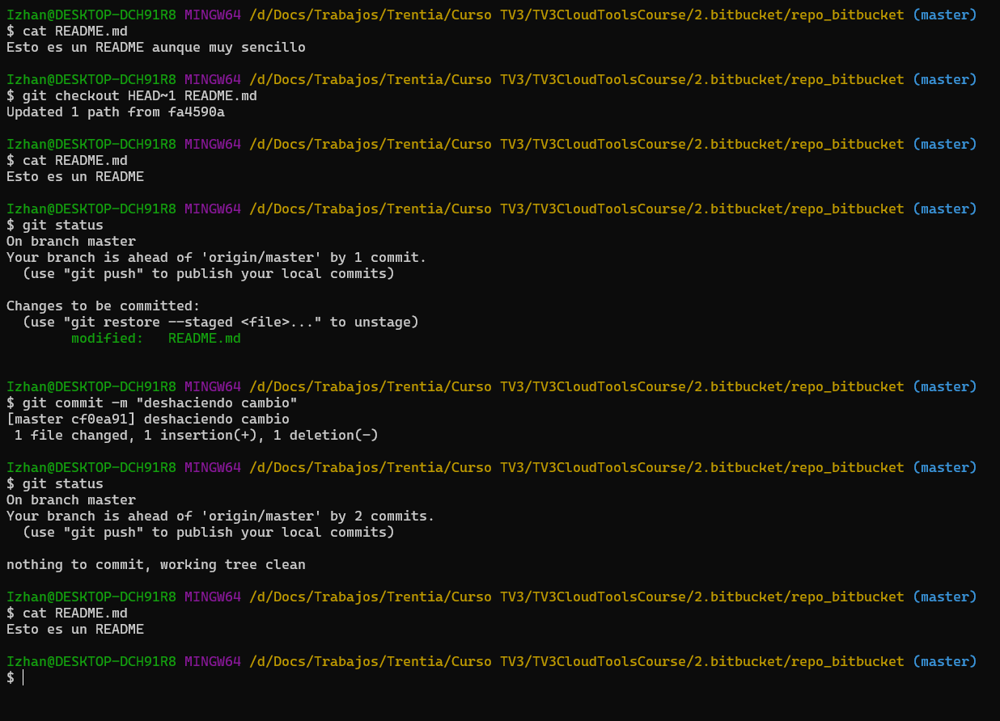 Izhan@DESKTOP-DCH91R8 MINGW64 /d/Docs/Trabajos/Trentia/Curso TV3/TV3CloudToolsCourse/2.bitbucket/repo_bitbucket (master)
$ cat README.md
Esto es un README aunque muy sencillo

Izhan@DESKTOP-DCH91R8 MINGW64 /d/Docs/Trabajos/Trentia/Curso TV3/TV3CloudToolsCourse/2.bitbucket/repo_bitbucket (master)
$ git checkout HEAD~1 README.md
Updated 1 path from fa4590a

Izhan@DESKTOP-DCH91R8 MINGW64 /d/Docs/Trabajos/Trentia/Curso TV3/TV3CloudToolsCourse/2.bitbucket/repo_bitbucket (master)
$ cat README.md
Esto es un README

Izhan@DESKTOP-DCH91R8 MINGW64 /d/Docs/Trabajos/Trentia/Curso TV3/TV3CloudToolsCourse/2.bitbucket/repo_bitbucket (master)
$ git status
On branch master
Your branch is ahead of 'origin/master' by 1 commit.
  (use "git push" to publish your local commits)

Changes to be committed:
  (use "git restore --staged <file>..." to unstage)
        modified:   README.md


Izhan@DESKTOP-DCH91R8 MINGW64 /d/Docs/Trabajos/Trentia/Curso TV3/TV3CloudToolsCourse/2.bitbucket/repo_bitbucket (master)
$ git commit -m "deshaciendo cambio"
[master cf0ea91] deshaciendo cambio
 1 file changed, 1 insertion(+), 1 deletion(-)

Izhan@DESKTOP-DCH91R8 MINGW64 /d/Docs/Trabajos/Trentia/Curso TV3/TV3CloudToolsCourse/2.bitbucket/repo_bitbucket (master)
$ git status
On branch master
Your branch is ahead of 'origin/master' by 2 commits.
  (use "git push" to publish your local commits)

nothing to commit, working tree clean

Izhan@DESKTOP-DCH91R8 MINGW64 /d/Docs/Trabajos/Trentia/Curso TV3/TV3CloudToolsCourse/2.bitbucket/repo_bitbucket (master)
$ cat README.md
Esto es un README

Izhan@DESKTOP-DCH91R8 MINGW64 /d/Docs/Trabajos/Trentia/Curso TV3/TV3CloudToolsCourse/2.bitbucket/repo_bitbucket (master)
$